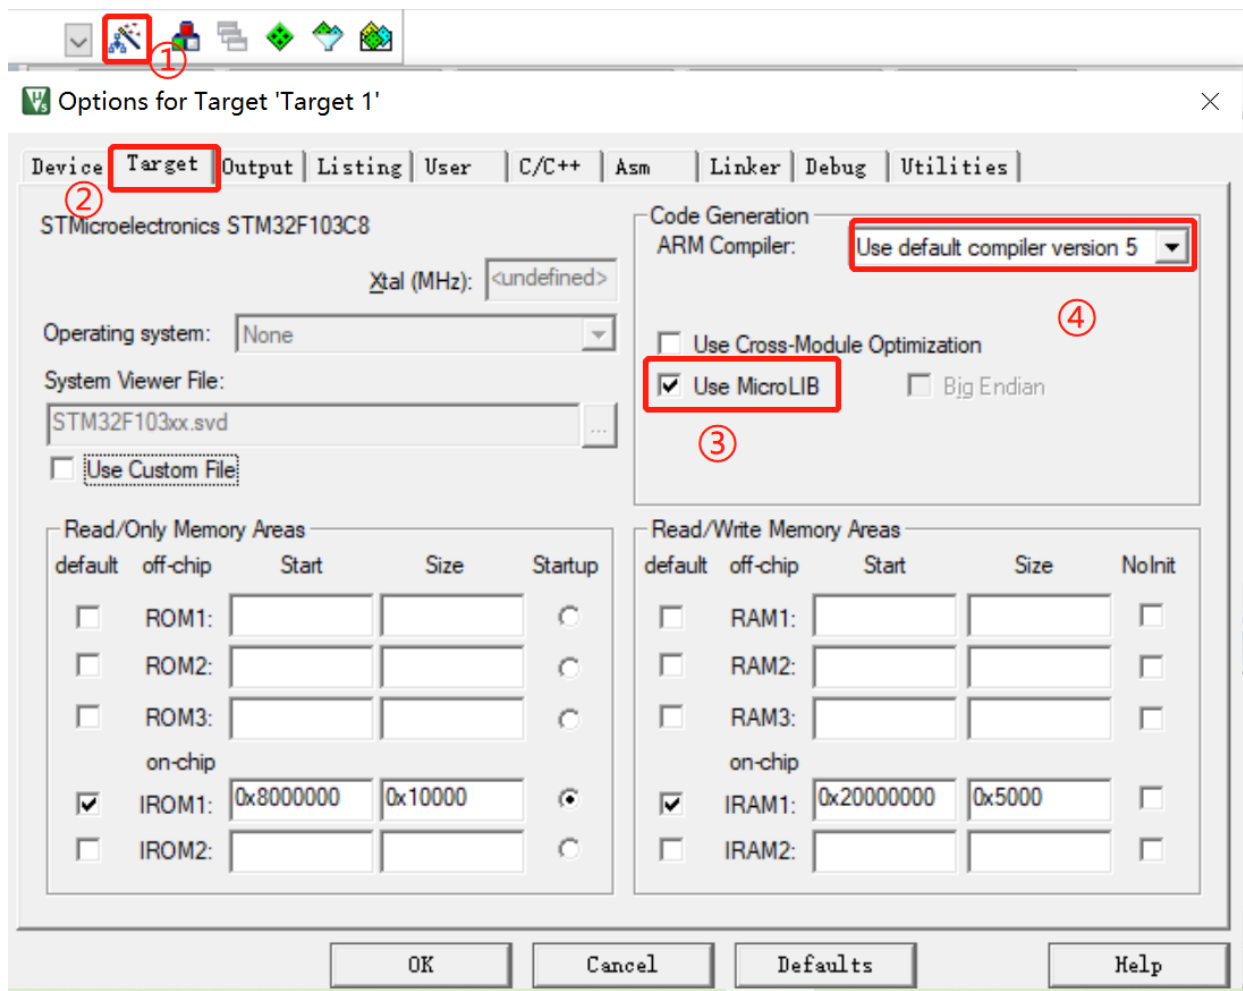 ①
Options for Target 'Target 1'
Device Target Output Listing User C/C++ Asm Linker Debug Utilities
②
STMicroelectronics STM32F103C8
Xtal (MHz): <undefined>
Operating system: None
System Viewer File:
STM32F103xx.svd ...
Use Custom File
Code Generation
ARM Compiler: Use default compiler version 5
④
Use Cross-Module Optimization
Use MicroLIB Big Endian
③
Read/Only Memory Areas
default off-chip Start Size Startup
ROM1:
ROM2:
ROM3:
on-chip
IROM1: 0x8000000 0x10000
IROM2:
Read/Write Memory Areas
default off-chip Start Size NoInit
RAM1:
RAM2:
RAM3:
on-chip
IRAM1: 0x20000000 0x5000
IRAM2:
OK Cancel Defaults Help